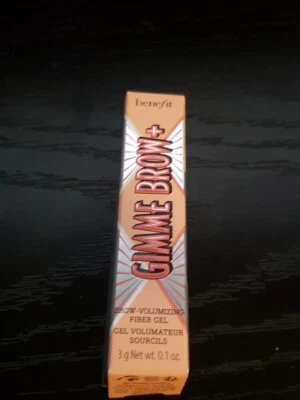 benefit
GIMME BROW+
BROW-VOLUMIZING
FIBER GEL
GEL VOLUMATEUR
SOURCILS
3 g Net wt. 0.1 oz.